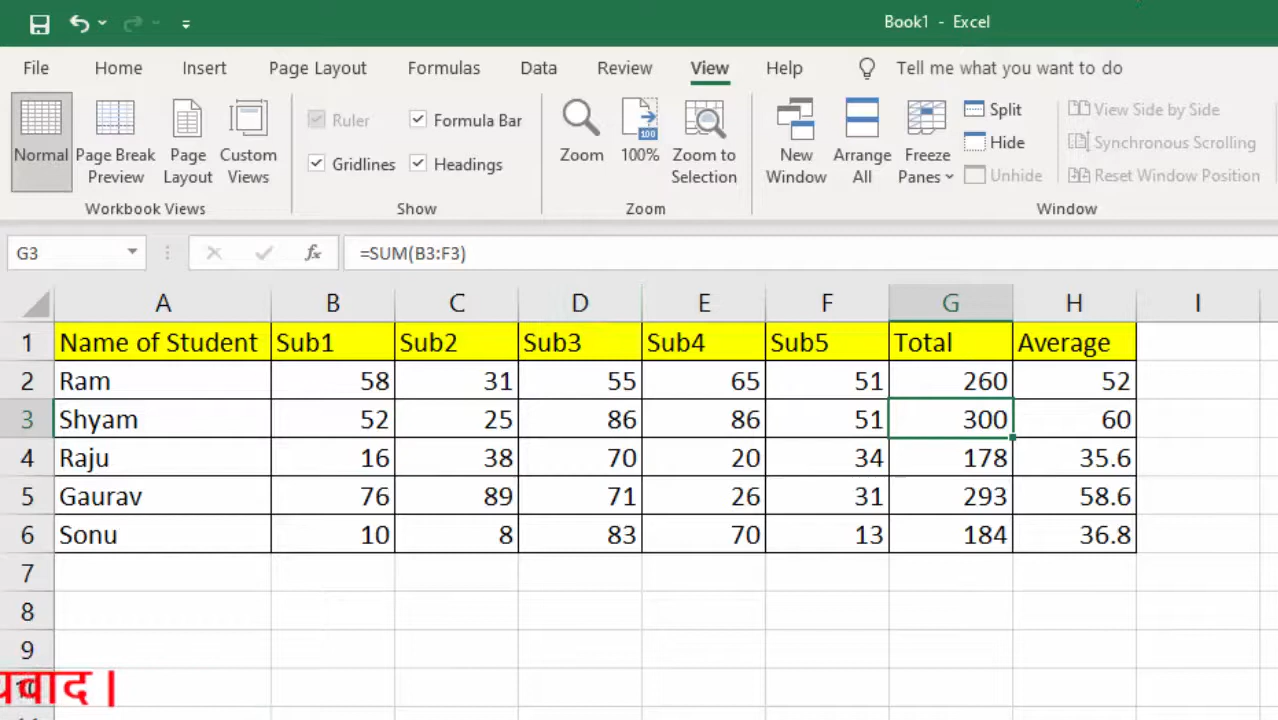 Book1 - Excel
File Home Insert Page Layout Formulas Data Review View Help Tell me what you want to do
Normal Page Break Preview Page Layout Custom Views
Workbook Views
Ruler Formula Bar
Gridlines Headings
Show
Zoom 100% Zoom to Selection
100
Zoom
New Window Arrange All Freeze Panes
Split
Hide
Unhide
View Side by Side
Synchronous Scrolling
Reset Window Position
Window
G3 fx =SUM(B3:F3)
A B C D E F G H I
1 Name of Student Sub1 Sub2 Sub3 Sub4 Sub5 Total Average
2 Ram 58 31 55 65 51 260 52
3 Shyam 52 25 86 86 51 300 60
4 Raju 16 38 70 20 34 178 35.6
5 Gaurav 76 89 71 26 31 293 58.6
6 Sonu 10 8 83 70 13 184 36.8
7
8
9